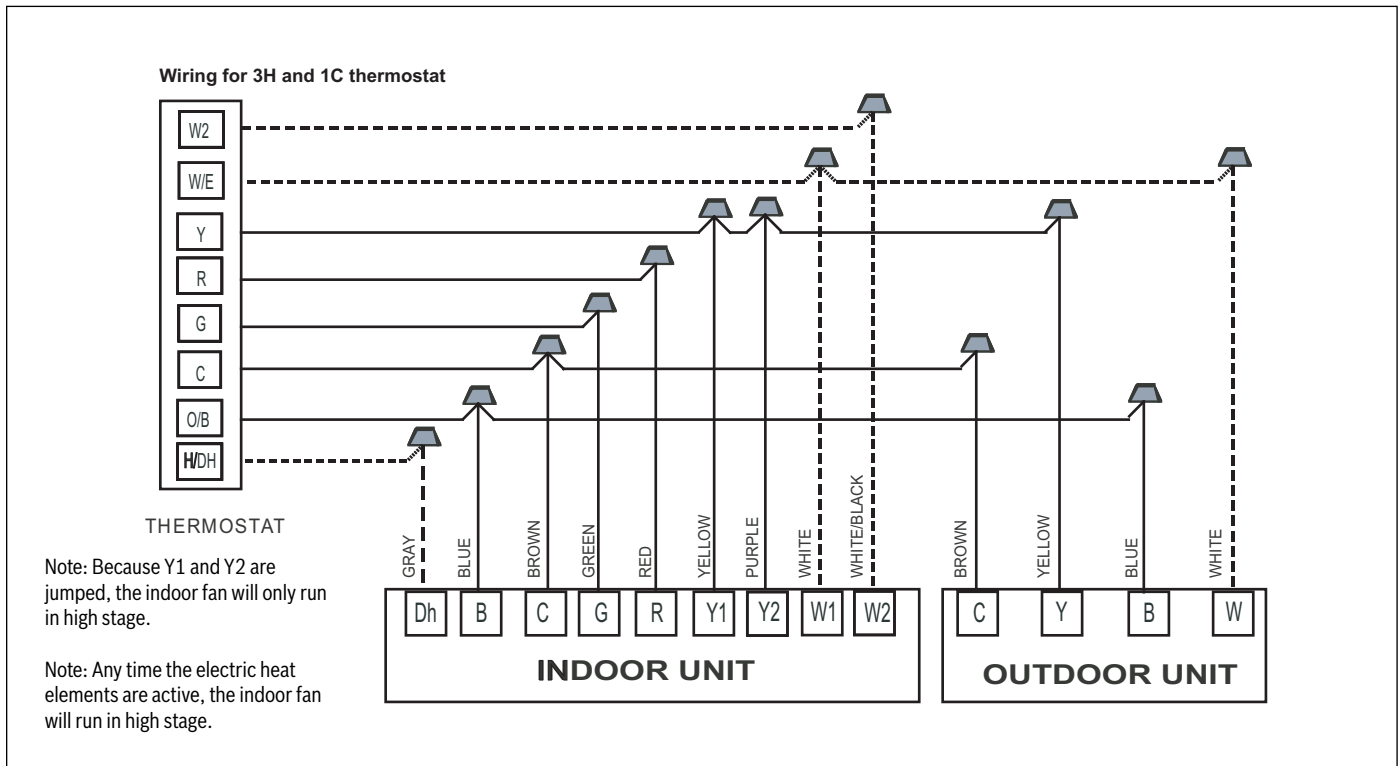 Wiring for 3H and 1C thermostat
W2
W/E
Y
R
G
C
O/B
H/DH
THERMOSTAT
Note: Because Y1 and Y2 are
jumped, the indoor fan will only run
in high stage.
Note: Any time the electric heat
elements are active, the indoor fan
will run in high stage.
GRAY
BLUE
BROWN
GREEN
RED
YELLOW
PURPLE
WHITE
WHITE/BLACK
BROWN
YELLOW
BLUE
WHITE
Dh B C G R Y1 Y2 W1 W2
INDOOR UNIT
C Y B W
OUTDOOR UNIT